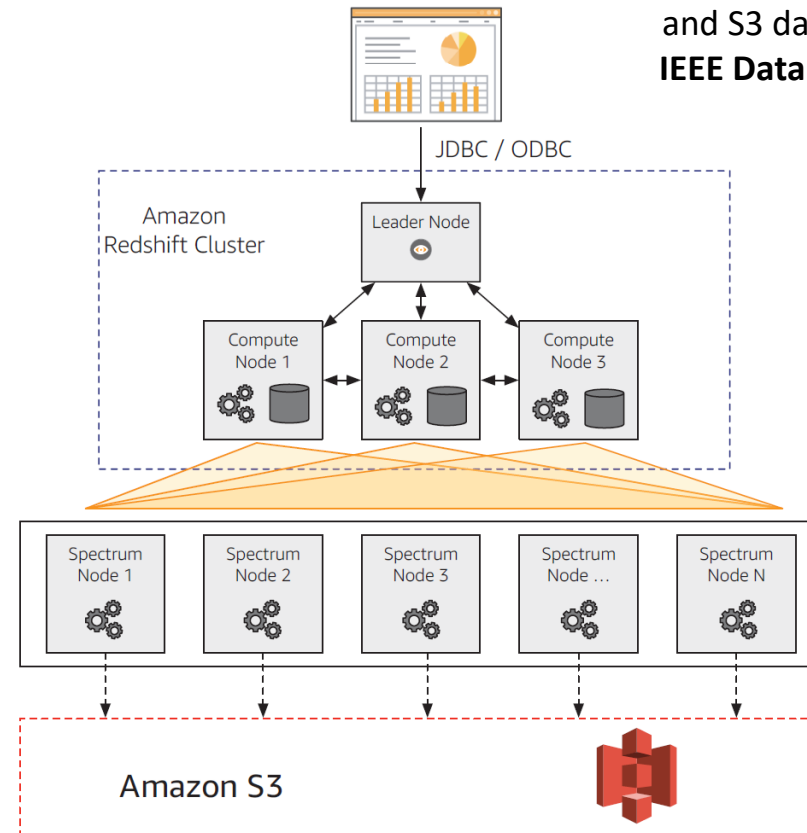 and S3 da
IEEE Data
JDBC / ODBC
Amazon
Redshift Cluster
Leader Node
Compute
Node 1
Compute
Node 2
Compute
Node 3
Spectrum
Node 1
Spectrum
Node 2
Spectrum
Node 3
Spectrum
Node ...
Spectrum
Node N
Amazon S3